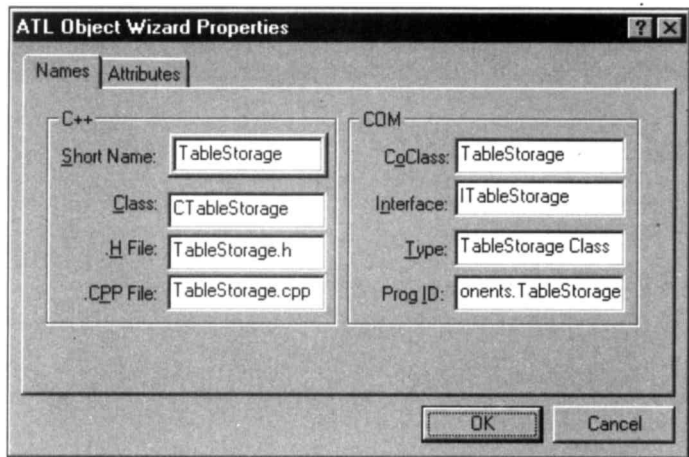 ATL Object Wizard Properties
Names
Attributes
C++
Short Name: TableStorage
Class: CTableStorage
.H File: TableStorage.h
.CPP File: TableStorage.cpp
COM
CoClass: TableStorage
Interface: ITableStorage
Type: TableStorage Class
Prog ID: onents.TableStorage
OK
Cancel